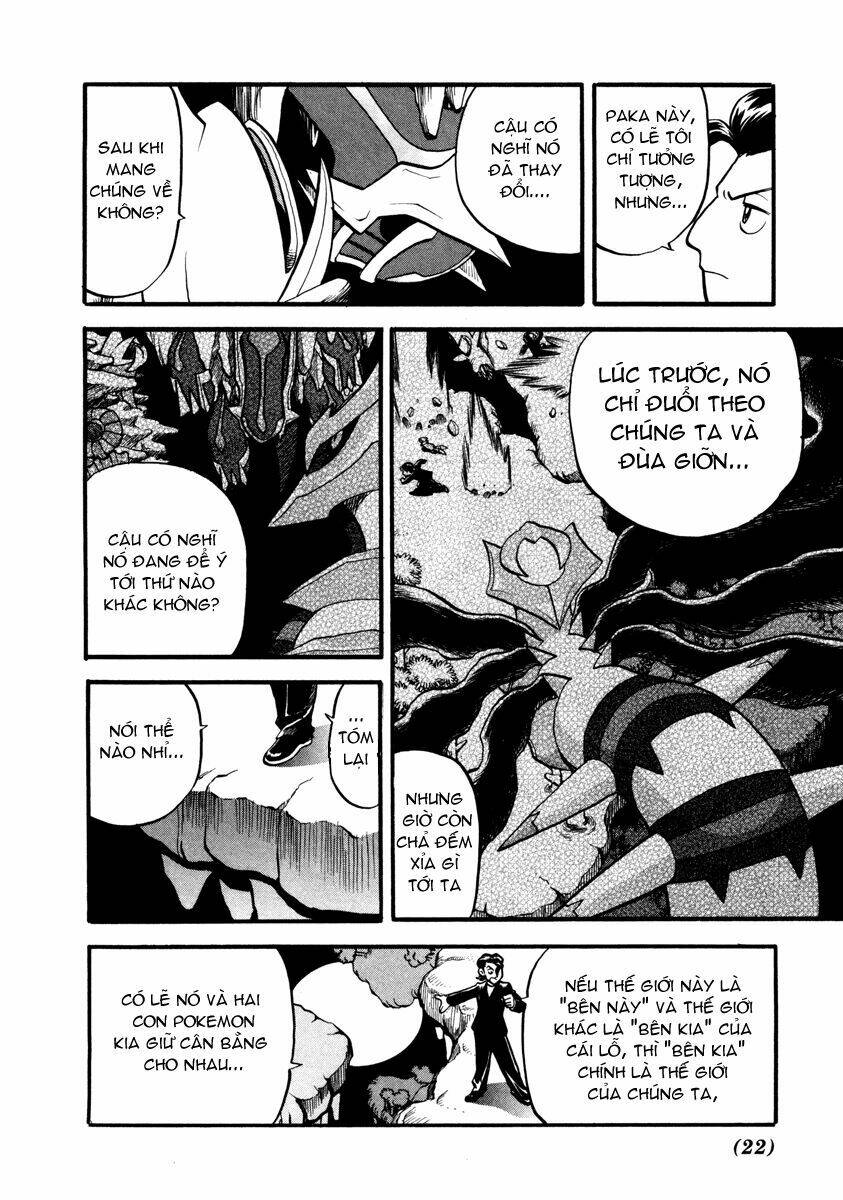 PAKA NÀY,
CÓ LẼ TÔI
CHỈ TƯỞNG
TƯỢNG,
NHƯNG...
CẬU CÓ
NGHĨ NÓ
ĐÃ THAY
ĐỔI....
SAU KHI
MANG
CHÚNG VỀ
KHÔNG?
LÚC TRƯỚC, NÓ
CHỈ ĐUỔI THEO
CHÚNG TA VÀ
ĐÙA GIỠN...
NHƯNG
GIỜ CÒN
CHẢ ĐẾM
XỈA GÌ
TỚI TA
CẬU CÓ NGHĨ
NÓ ĐANG ĐỂ Ý
TỚI THỨ NÀO
KHÁC KHÔNG?
...
TÓM
LẠI
NÓI THỂ
NÀO NHỈ...
NẾU THẾ GIỚI NÀY LÀ
"BÊN NÀY" VÀ THẾ GIỚI
KHÁC LÀ "BÊN KIA" CỦA
CÁI LỖ, THÌ "BÊN KIA"
CHÍNH LÀ THẾ GIỚI
CỦA CHÚNG TA,
CÓ LẼ NÓ VÀ HAI
CON POKEMON
KIA GIỮ CÂN BẰNG
CHO NHAU...
(22)